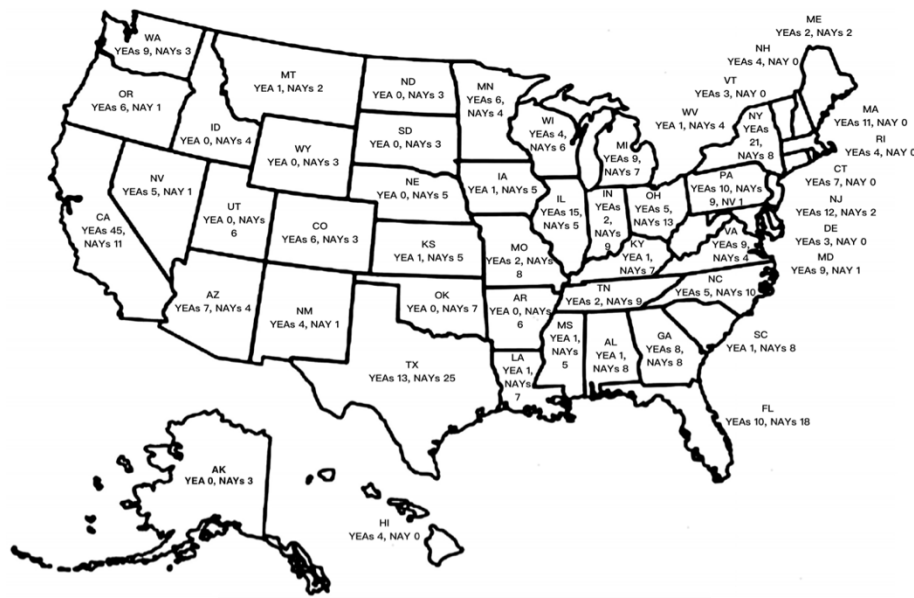 ME
YEAs 2, NAYs 2
NH
YEAs 4, NAY 0
VT
YEAs 3, NAY 0
WV
YEA 1, NAYs 4
WA
YEAs 9, NAYs 3
MT
YEA 1, NAYs 2
ND
YEA 0, NAYs 3
MN
YEAs 6,
NAYs 4
OR
YEAs 6, NAY 1
ID
YEA 0, NAYs 4
SD
YEA 0, NAYs 3
WI
YEAs 4,
NAYs 6
MI
YEAs 9,
NAYs 7
NY
YEAs
21,
NAYs 8
MA
YEAs 11, NAY 0
RI
YEAs 4, NAY 0
CT
YEAs 7, NAY 0
NJ
YEAs 12, NAYs 2
DE
YEAs 3, NAY 0
MD
YEAs 9, NAY 1
WY
YEA 0, NAYs 3
NV
YEAs 5, NAY 1
NE
YEA 0, NAYs 5
IA
YEA 1, NAYs 5
PA
YEAs 10, NAYs
9, NV 1
CA
YEAs 45,
NAYs 11
UT
YEA 0, NAYs
6
CO
YEAs 6, NAYs 3
KS
YEA 1, NAYs 5
MO
YEAs 2, NAYs
8
IL
YEAs 15,
NAYs 5
IN
YEAs
2,
NAYs
9
OH
YEAs 5,
NAYs 13
KY
YEA 1,
NAYs 7
VA
YEAs 9,
NAYs 4
AZ
YEAs 7, NAYs 4
NM
YEAs 4, NAY 1
OK
YEA 0, NAYs 7
AR
YEA 0, NAYs
6
TN
YEAs 2, NAYs 9
NC
YEAs 5, NAYs 10
TX
YEAs 13, NAYs 25
LA
YEA 1,
NAYs
7
MS
YEA 1,
NAYs
5
AL
YEA 1,
NAYs 8
GA
YEAs 8,
NAYs 8
SC
YEA 1, NAYs 8
FL
YEAs 10, NAYs 18
AK
YEA 0, NAYs 3
HI
YEAs 4, NAY 0